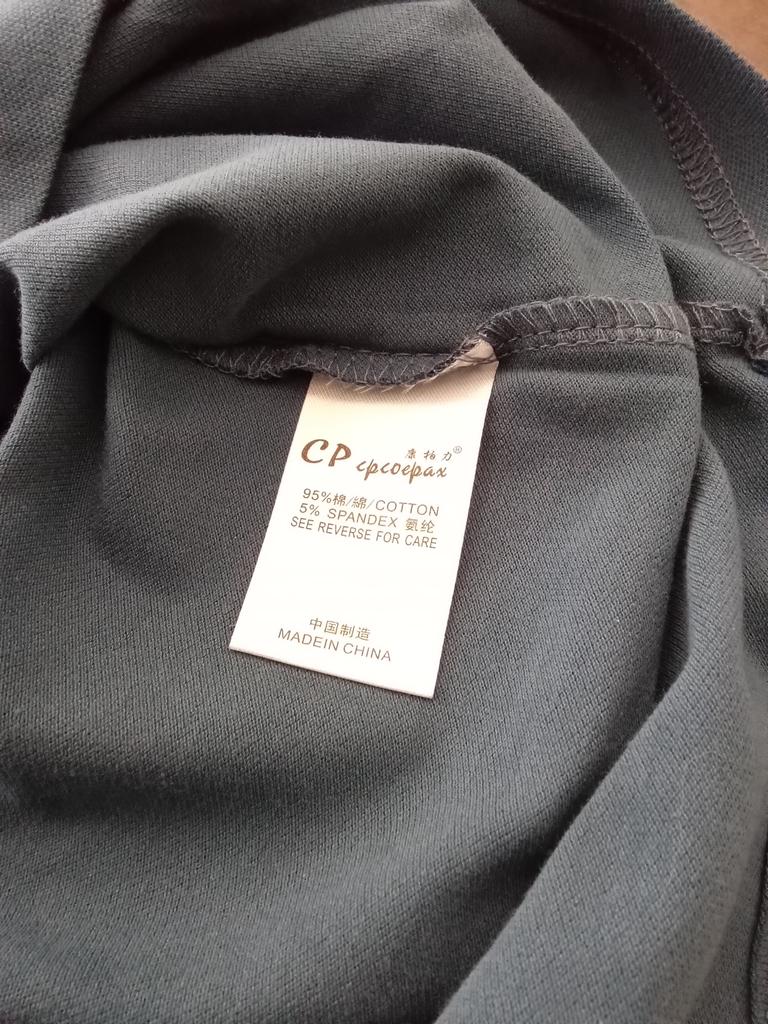 CP cpcoepax 康柏力®
95%棉/綿/COTTON
5% SPANDEX 氨纶
SEE REVERSE FOR CARE
中国制造
MADEIN CHINA